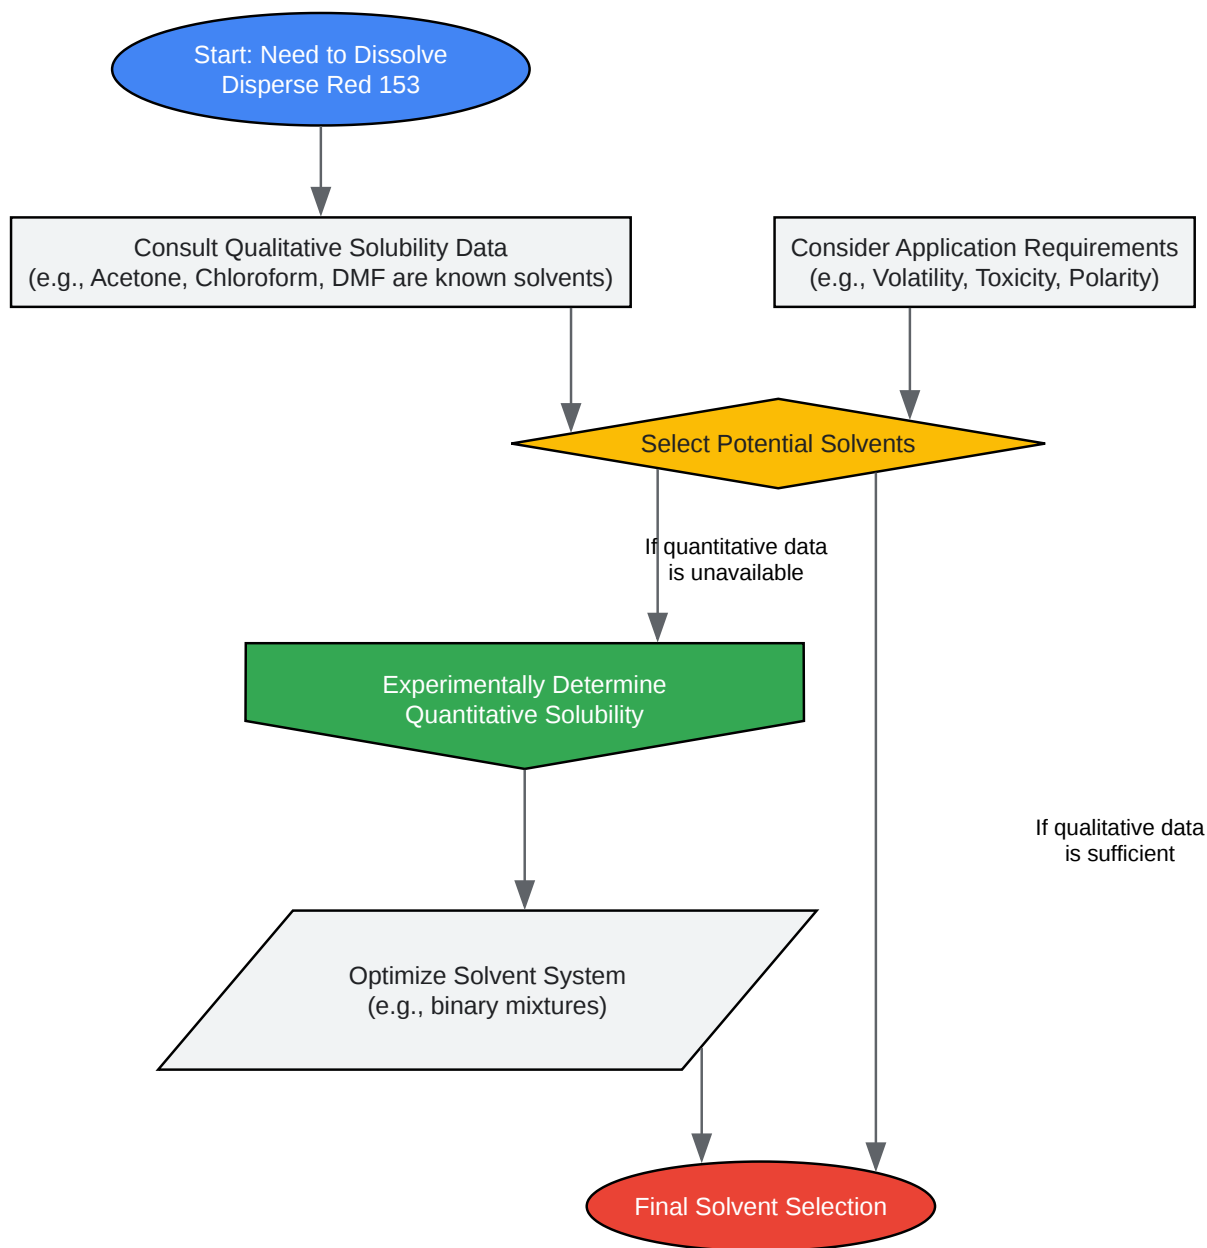 Start: Need to Dissolve
Disperse Red 153
Consult Qualitative Solubility Data
(e.g., Acetone, Chloroform, DMF are known solvents)
Consider Application Requirements
(e.g., Volatility, Toxicity, Polarity)
Select Potential Solvents
If quantitative data
is unavailable
Experimentally Determine
Quantitative Solubility
If qualitative data
is sufficient
Optimize Solvent System
(e.g., binary mixtures)
Final Solvent Selection